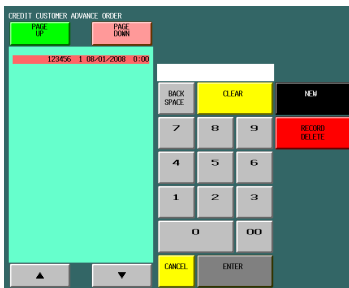 CREDIT CUSTOMER ADVANCE ORDER
PAGE UP
PAGE DOWN
123456 1 08/01/2008 0:00
BACK SPACE
CLEAR
NEW
7 8 9
RECORD DELETE
4 5 6
1 2 3
0 00
CANCEL
ENTER